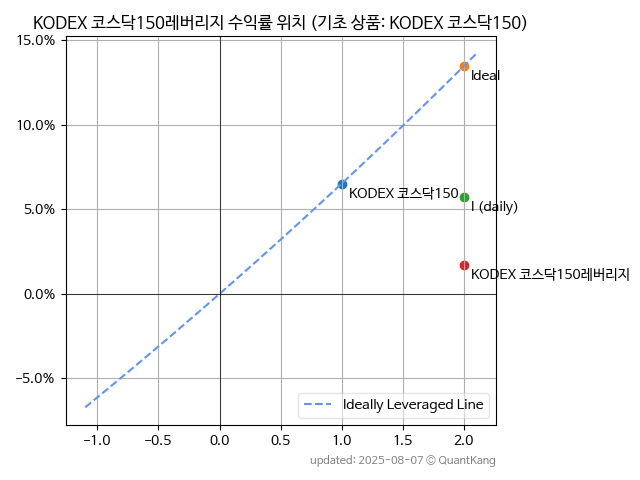 KODEX 코스닥150레버리지 수익률 위치 (기초 상품: KODEX 코스닥150)
15.0%
Ideal
10.0%
KODEX 코스닥150
5.0%
I (daily)
KODEX 코스닥150레버리지
0.0%
−5.0%
Ideally Leveraged Line
−1.0 −0.5 0.0 0.5 1.0 1.5 2.0
updated: 2025-08-07 © QuantKang